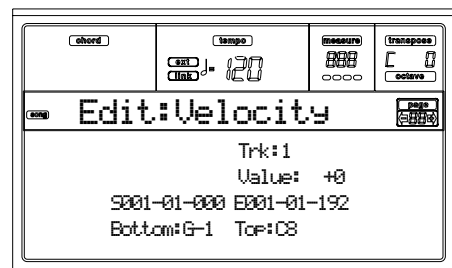 chord tempo measure transpose
ext
link ♩= 120 888 C 0
octave
song Edit:Velocity page
88
Trk:1
Value: +0
S001-01-000 E001-01-192
Bottom:G-1 Top:C8